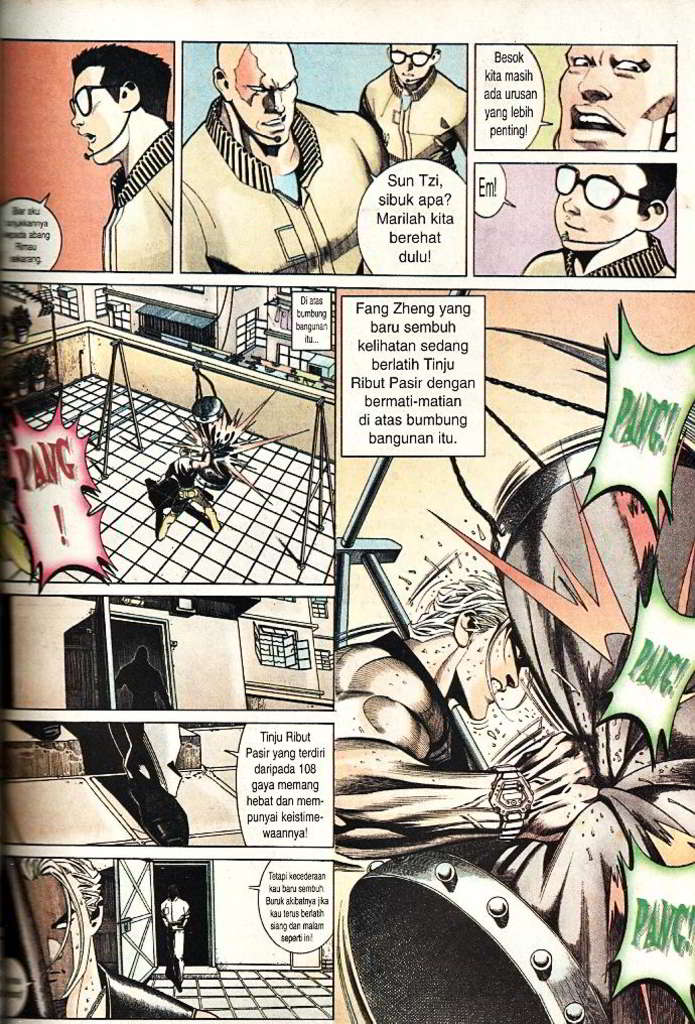 Biar aku
tunjukkannya
kepada abang
Rimau
sekarang.
Sun Tzi,
sibuk apa?
Marilah kita
berehat
dulu!
Besok
kita masih
ada urusan
yang lebih
penting!
Em!
Di atas
bumbung
bangunan
itu...
PANG
!
Fang Zheng yang
baru sembuh
kelihatan sedang
berlatih Tinju
Ribut Pasir dengan
bermati-matian
di atas bumbung
bangunan itu.
PANG!
PANG!
PANG!
Tinju Ribut
Pasir yang terdiri
daripada 108
gaya memang
hebat dan mem-
punyai keistime-
waannya!
Tetapi kecederaan
kau baru sembuh.
Buruk akibatnya jika
kau terus berlatih
siang dan malam
seperti ini!